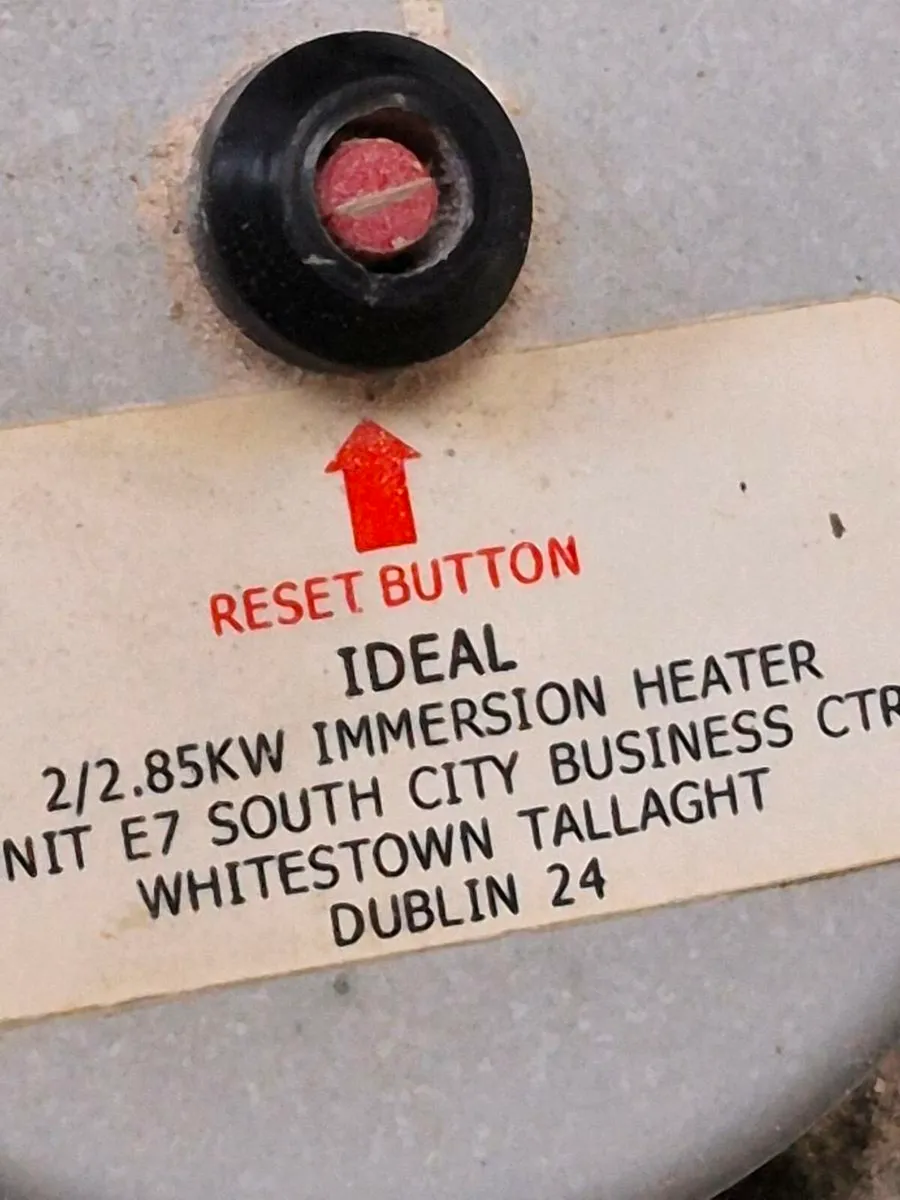 RESET BUTTON
IDEAL
2/2.85KW IMMERSION HEATER
NIT E7 SOUTH CITY BUSINESS CTR
WHITESTOWN TALLAGHT
DUBLIN 24